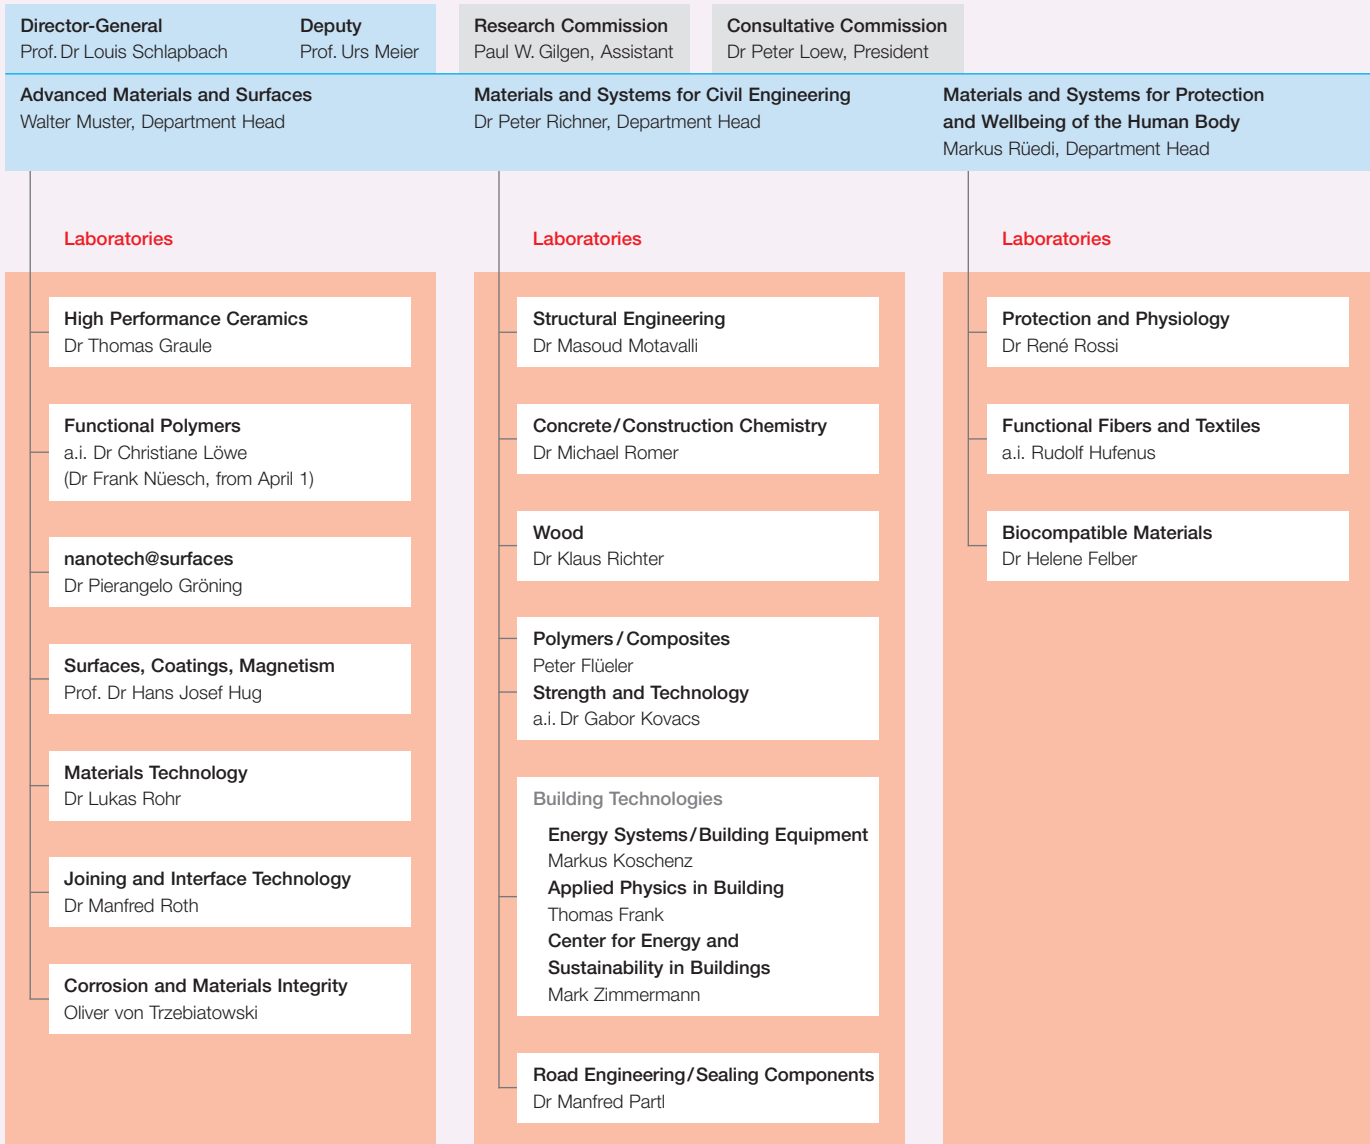 Director-General
Prof. Dr Louis Schlapbach
Deputy
Prof. Urs Meier
Research Commission
Paul W. Gilgen, Assistant
Consultative Commission
Dr Peter Loew, President
Advanced Materials and Surfaces
Walter Muster, Department Head
Materials and Systems for Civil Engineering
Dr Peter Richner, Department Head
Materials and Systems for Protection
and Wellbeing of the Human Body
Markus Rüedi, Department Head
Laboratories
High Performance Ceramics
Dr Thomas Graule
Functional Polymers
a.i. Dr Christiane Löwe
(Dr Frank Nüesch, from April 1)
nanotech@surfaces
Dr Pierangelo Gröning
Surfaces, Coatings, Magnetism
Prof. Dr Hans Josef Hug
Materials Technology
Dr Lukas Rohr
Joining and Interface Technology
Dr Manfred Roth
Corrosion and Materials Integrity
Oliver von Trzebiatowski
Laboratories
Structural Engineering
Dr Masoud Motavalli
Concrete/Construction Chemistry
Dr Michael Romer
Wood
Dr Klaus Richter
Polymers/Composites
Peter Flüeler
Strength and Technology
a.i. Dr Gabor Kovacs
Building Technologies
Energy Systems/Building Equipment
Markus Koschenz
Applied Physics in Building
Thomas Frank
Center for Energy and
Sustainability in Buildings
Mark Zimmermann
Road Engineering/Sealing Components
Dr Manfred Partl
Laboratories
Protection and Physiology
Dr René Rossi
Functional Fibers and Textiles
a.i. Rudolf Hufenus
Biocompatible Materials
Dr Helene Felber